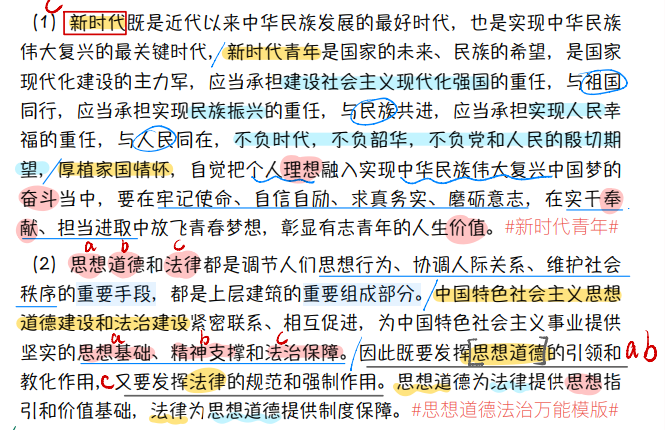 c
(1)新时代既是近代以来中华民族发展的最好时代，也是实现中华民族
伟大复兴的最关键时代，新时代青年是国家的未来、民族的希望，是国家
现代化建设的主力军，应当承担建设社会主义现代化强国的重任，与祖国
同行，应当承担实现民族振兴的重任，与民族共进，应当承担实现人民幸
福的重任，与人民同在，不负时代，不负韶华，不负党和人民的殷切期
望，厚植家国情怀，自觉把个人理想融入实现中华民族伟大复兴中国梦的
奋斗当中，要在牢记使命、自信自励、求真务实、磨砺意志，在实干奉
献、担当进取中放飞青春梦想，彰显有志青年的人生价值。#新时代青年#
a b c
(2)思想道德和法律都是调节人们思想行为、协调人际关系、维护社会
秩序的重要手段，都是上层建筑的重要组成部分。中国特色社会主义思想
道德建设和法治建设紧密联系、相互促进，为中国特色社会主义事业提供
a b c
坚实的思想基础、精神支撑和法治保障。因此既要发挥[思想道德]的引领和 ab
教化作用,c又要发挥法律的规范和强制作用。思想道德为法律提供思想指
引和价值基础，法律为思想道德提供制度保障。#思想道德法治万能模版#